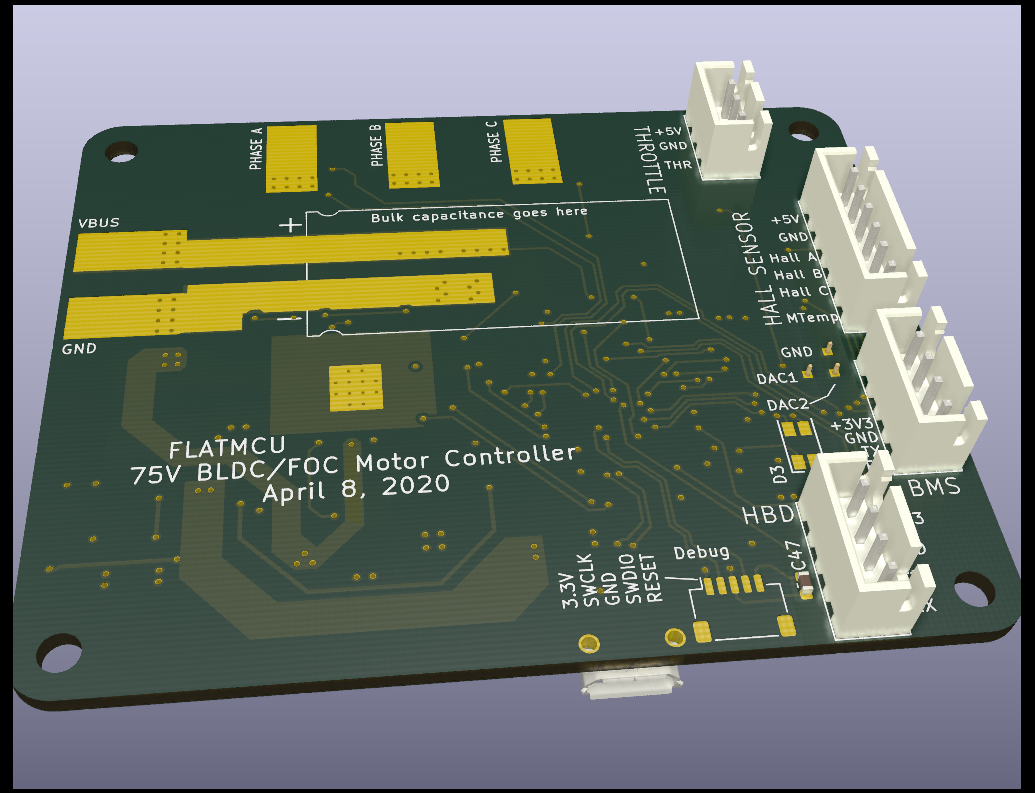 PHASE A
PHASE B
PHASE C
THROTTLE
+5V
GND
THR
VBUS
+
Bulk capacitance goes here
GND
−
HALL SENSOR
+5V
GND
Hall A
Hall B
Hall C
MTemp
GND
DAC1
DAC2
+3V3
GND
D3
FLATMCU
75V BLDC/FOC Motor Controller
April 8, 2020
BMS
HBD
C47
Debug
3.3V
SWCLK
GND
SWDIO
RESET